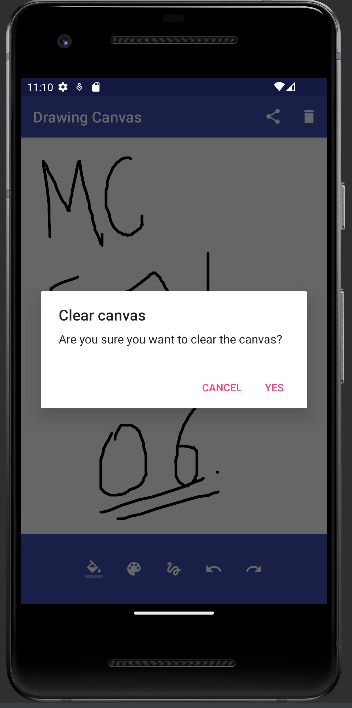 11:10
Drawing Canvas
MC
Clear canvas
Are you sure you want to clear the canvas?
CANCEL YES
06.